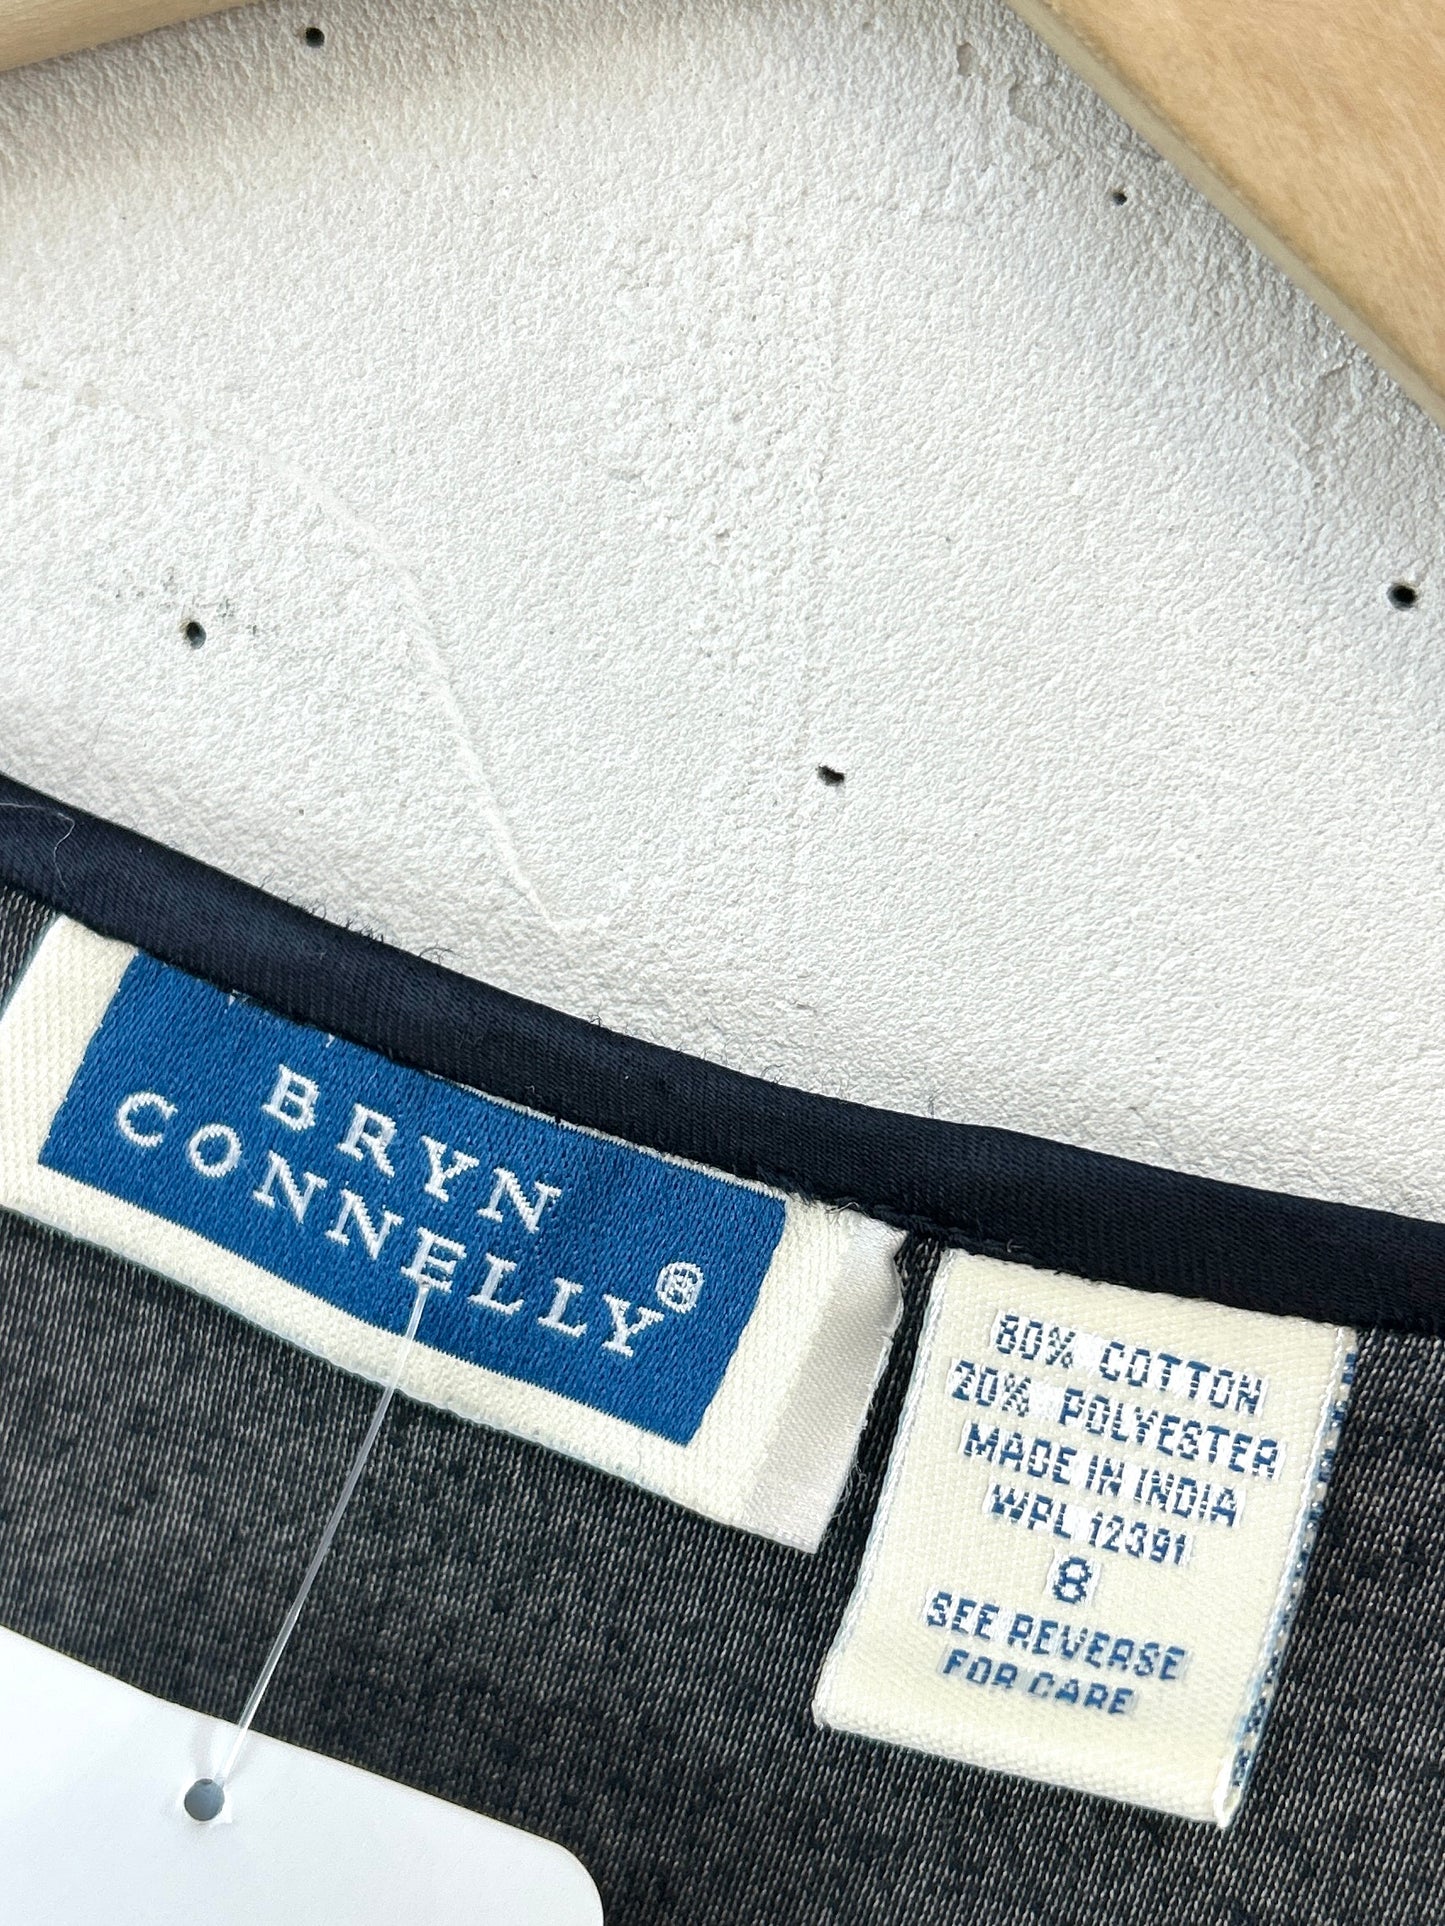 BRYN
CONNELLY®
80% COTTON
20% POLYESTER
MADE IN INDIA
WPL 12391
8
SEE REVERSE
FOR CARE